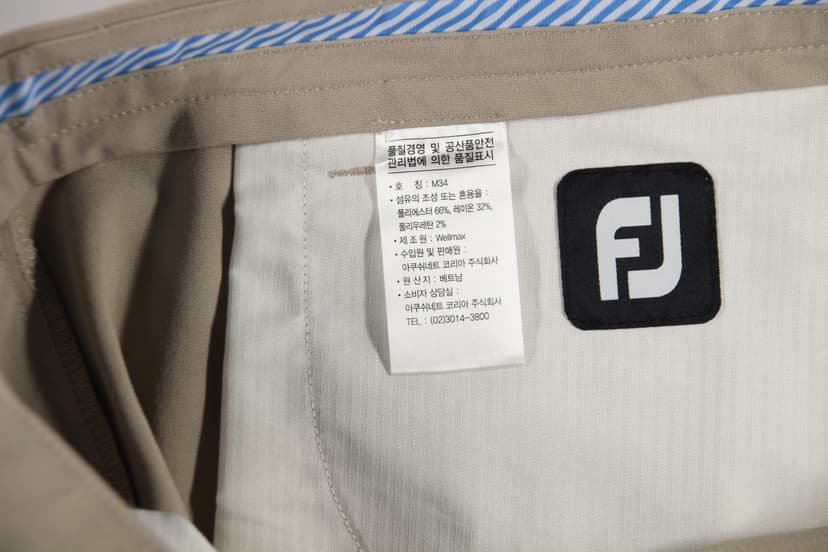 품질경영 및 공산품안전
관리법에 의한 품질표시
• 호 칭 : M34
• 섬유의 조성 또는 혼용율 :
폴리에스터 66%, 레이온 32%,
폴리우레탄 2%
• 제 조 원 : Wellmax
• 수입원 및 판매원 :
아쿠쉬네트 코리아 주식회사
• 원 산 지 : 베트남
• 소비자 상담실 :
아쿠쉬네트 코리아 주식회사
TEL : (02)3014-3800
FJ